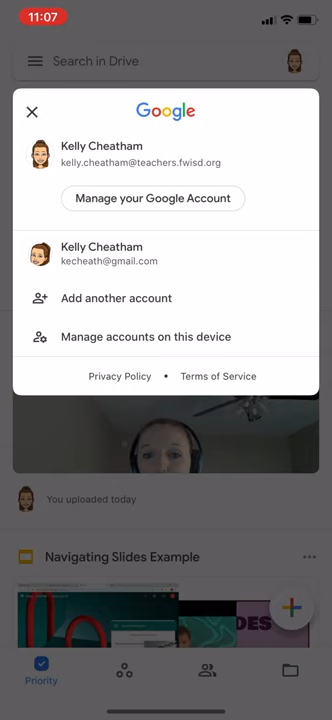 11:07
Search in Drive
Google
Kelly Cheatham
kelly.cheatham@teachers.fwisd.org
Manage your Google Account
Kelly Cheatham
kecheath@gmail.com
Add another account
Manage accounts on this device
Privacy Policy • Terms of Service
You uploaded today
Navigating Slides Example
DES
Priority